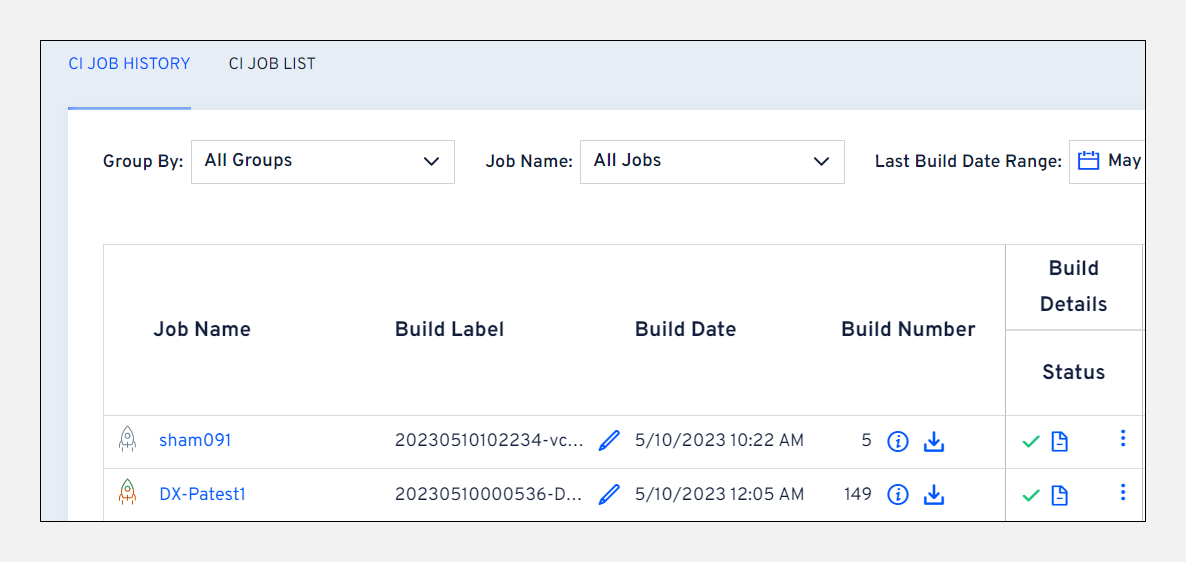 CI JOB HISTORY CI JOB LIST
Group By: All Groups Job Name: All Jobs Last Build Date Range: May
Job Name Build Label Build Date Build Number Build Details Status
sham091 20230510102234-vc... 5/10/2023 10:22 AM 5
DX-Patest1 20230510000536-D... 5/10/2023 12:05 AM 149